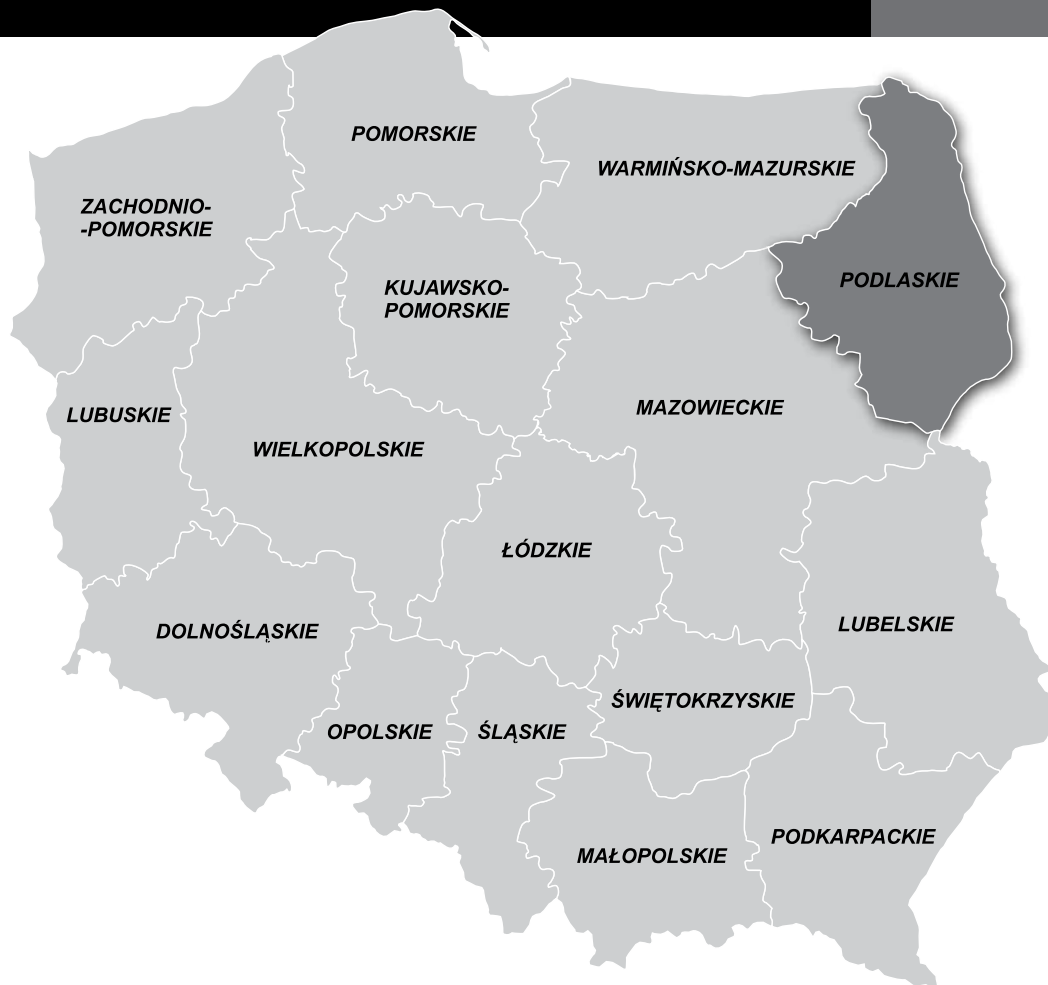 POMORSKIE
WARMIŃSKO-MAZURSKIE
ZACHODNIO-
-POMORSKIE
PODLASKIE
KUJAWSKO-
POMORSKIE
MAZOWIECKIE
LUBUSKIE
WIELKOPOLSKIE
ŁÓDZKIE
LUBELSKIE
DOLNOŚLĄSKIE
ŚWIĘTOKRZYSKIE
OPOLSKIE
ŚLĄSKIE
PODKARPACKIE
MAŁOPOLSKIE